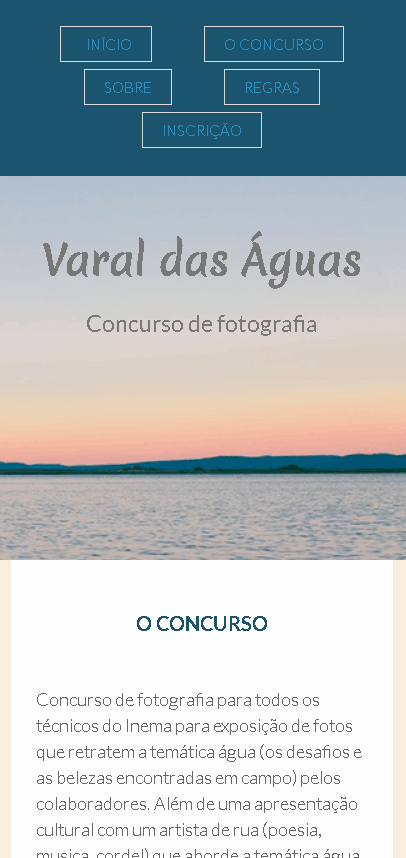 INÍCIO
O CONCURSO
SOBRE
REGRAS
INSCRIÇÃO
Varal das Águas
Concurso de fotografia
O CONCURSO
Concurso de fotografia para todos os
técnicos do Inema para exposição de fotos
que retratem a temática água (os desafios e
as belezas encontradas em campo) pelos
colaboradores. Além de uma apresentação
cultural com um artista de rua (poesia,
musica, cordel) que aborde a temática água